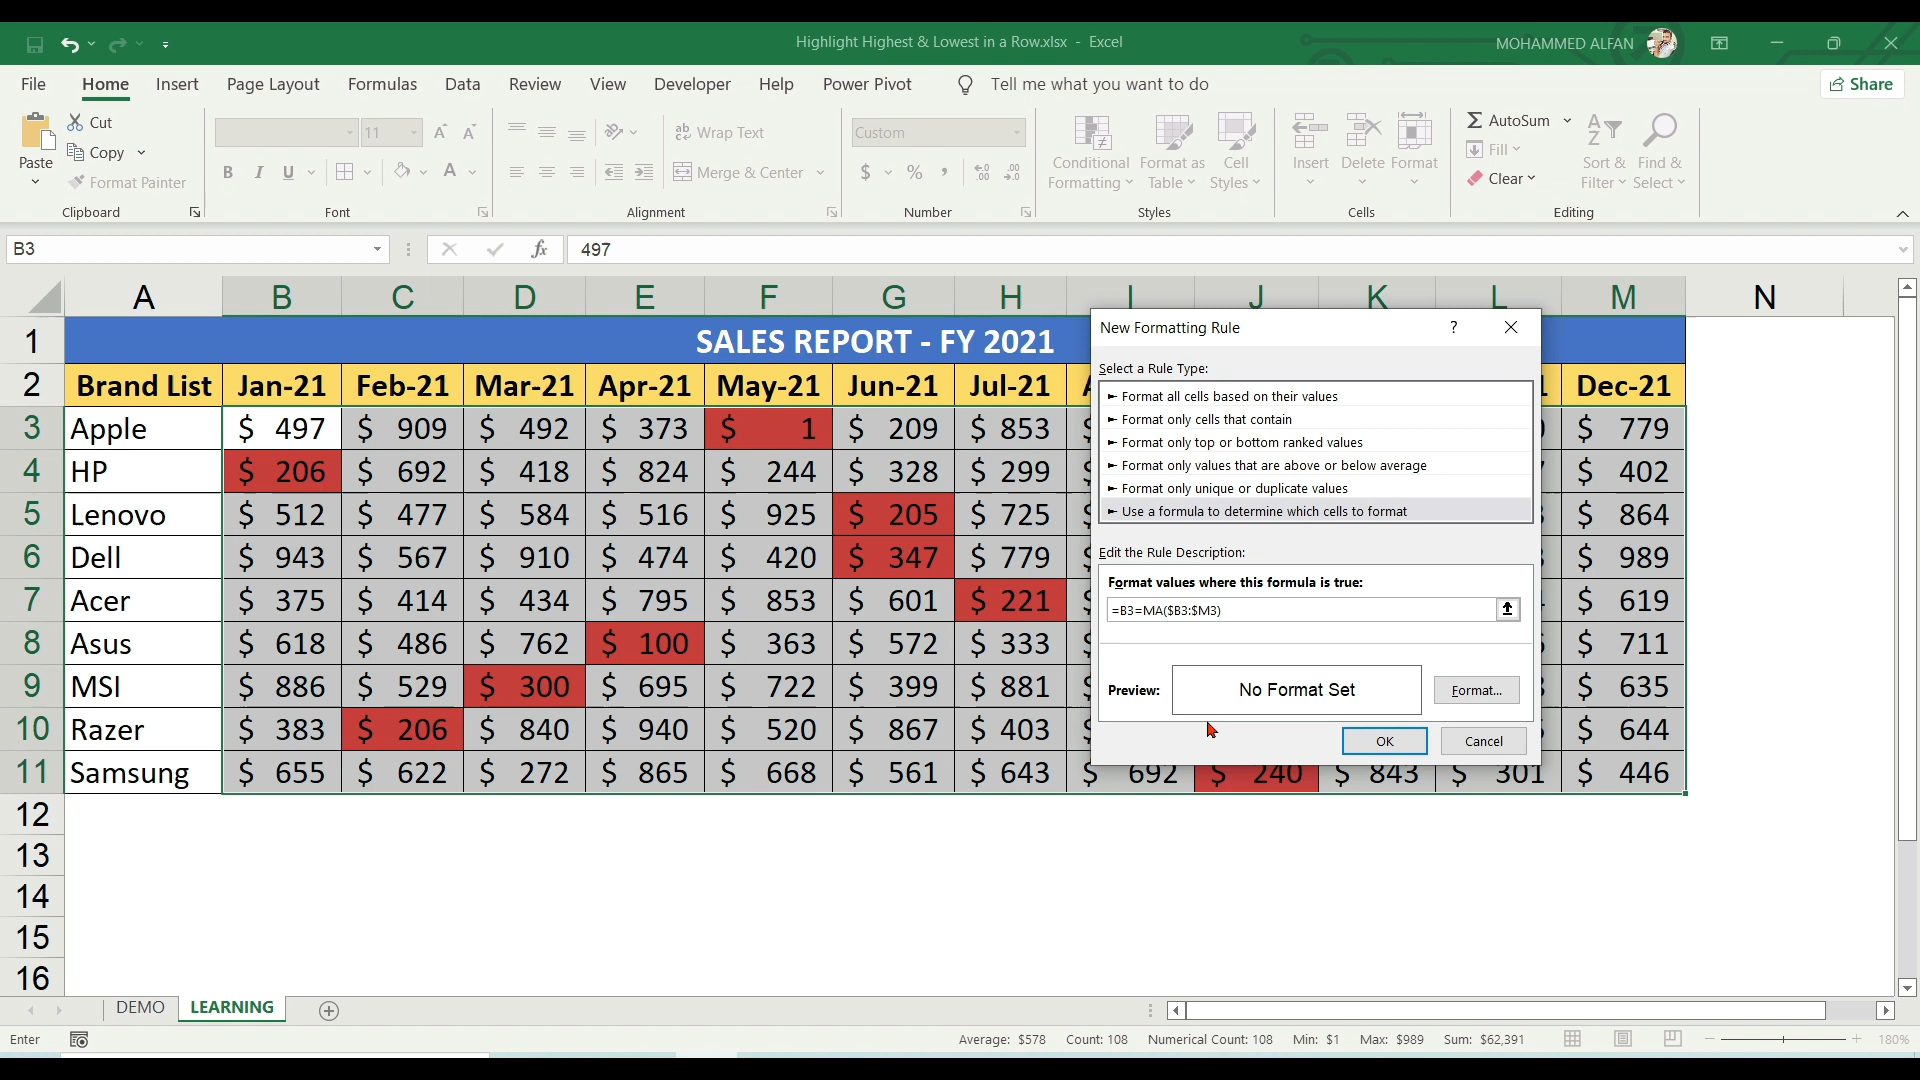 Highlight Highest & Lowest in a Row.xlsx - Excel
MOHAMMED ALFAN
File Home Insert Page Layout Formulas Data Review View Developer Help Power Pivot Tell me what you want to do Share
Paste Cut Copy Format Painter
Clipboard
11
B I U A
Font
Wrap Text
Merge & Center
Alignment
Custom
$ % ,
Number
Conditional Formatting Format as Table Cell Styles
Styles
Insert Delete Format
Cells
AutoSum Fill Clear Sort & Filter Find & Select
Editing
B3 fx 497
A B C D E F G H I J K L M N
1 SALES REPORT - FY 2021
2 Brand List Jan-21 Feb-21 Mar-21 Apr-21 May-21 Jun-21 Jul-21 Dec-21
3 Apple $ 497 $ 909 $ 492 $ 373 $ 1 $ 209 $ 853 $ 779
4 HP $ 206 $ 692 $ 418 $ 824 $ 244 $ 328 $ 299 $ 402
5 Lenovo $ 512 $ 477 $ 584 $ 516 $ 925 $ 205 $ 725 $ 864
6 Dell $ 943 $ 567 $ 910 $ 474 $ 420 $ 347 $ 779 $ 989
7 Acer $ 375 $ 414 $ 434 $ 795 $ 853 $ 601 $ 221 $ 619
8 Asus $ 618 $ 486 $ 762 $ 100 $ 363 $ 572 $ 333 $ 711
9 MSI $ 886 $ 529 $ 300 $ 695 $ 722 $ 399 $ 881 $ 635
10 Razer $ 383 $ 206 $ 840 $ 940 $ 520 $ 867 $ 403 $ 644
11 Samsung $ 655 $ 622 $ 272 $ 865 $ 668 $ 561 $ 643 $ 692 $ 240 $ 843 $ 301 $ 446
12
13
14
15
16
New Formatting Rule ?
Select a Rule Type:
► Format all cells based on their values
► Format only cells that contain
► Format only top or bottom ranked values
► Format only values that are above or below average
► Format only unique or duplicate values
► Use a formula to determine which cells to format
Edit the Rule Description:
Format values where this formula is true:
=B3=MA($B3:$M3)
Preview: No Format Set Format...
OK Cancel
DEMO LEARNING
Enter Average: $578 Count: 108 Numerical Count: 108 Min: $1 Max: $989 Sum: $62,391 180%